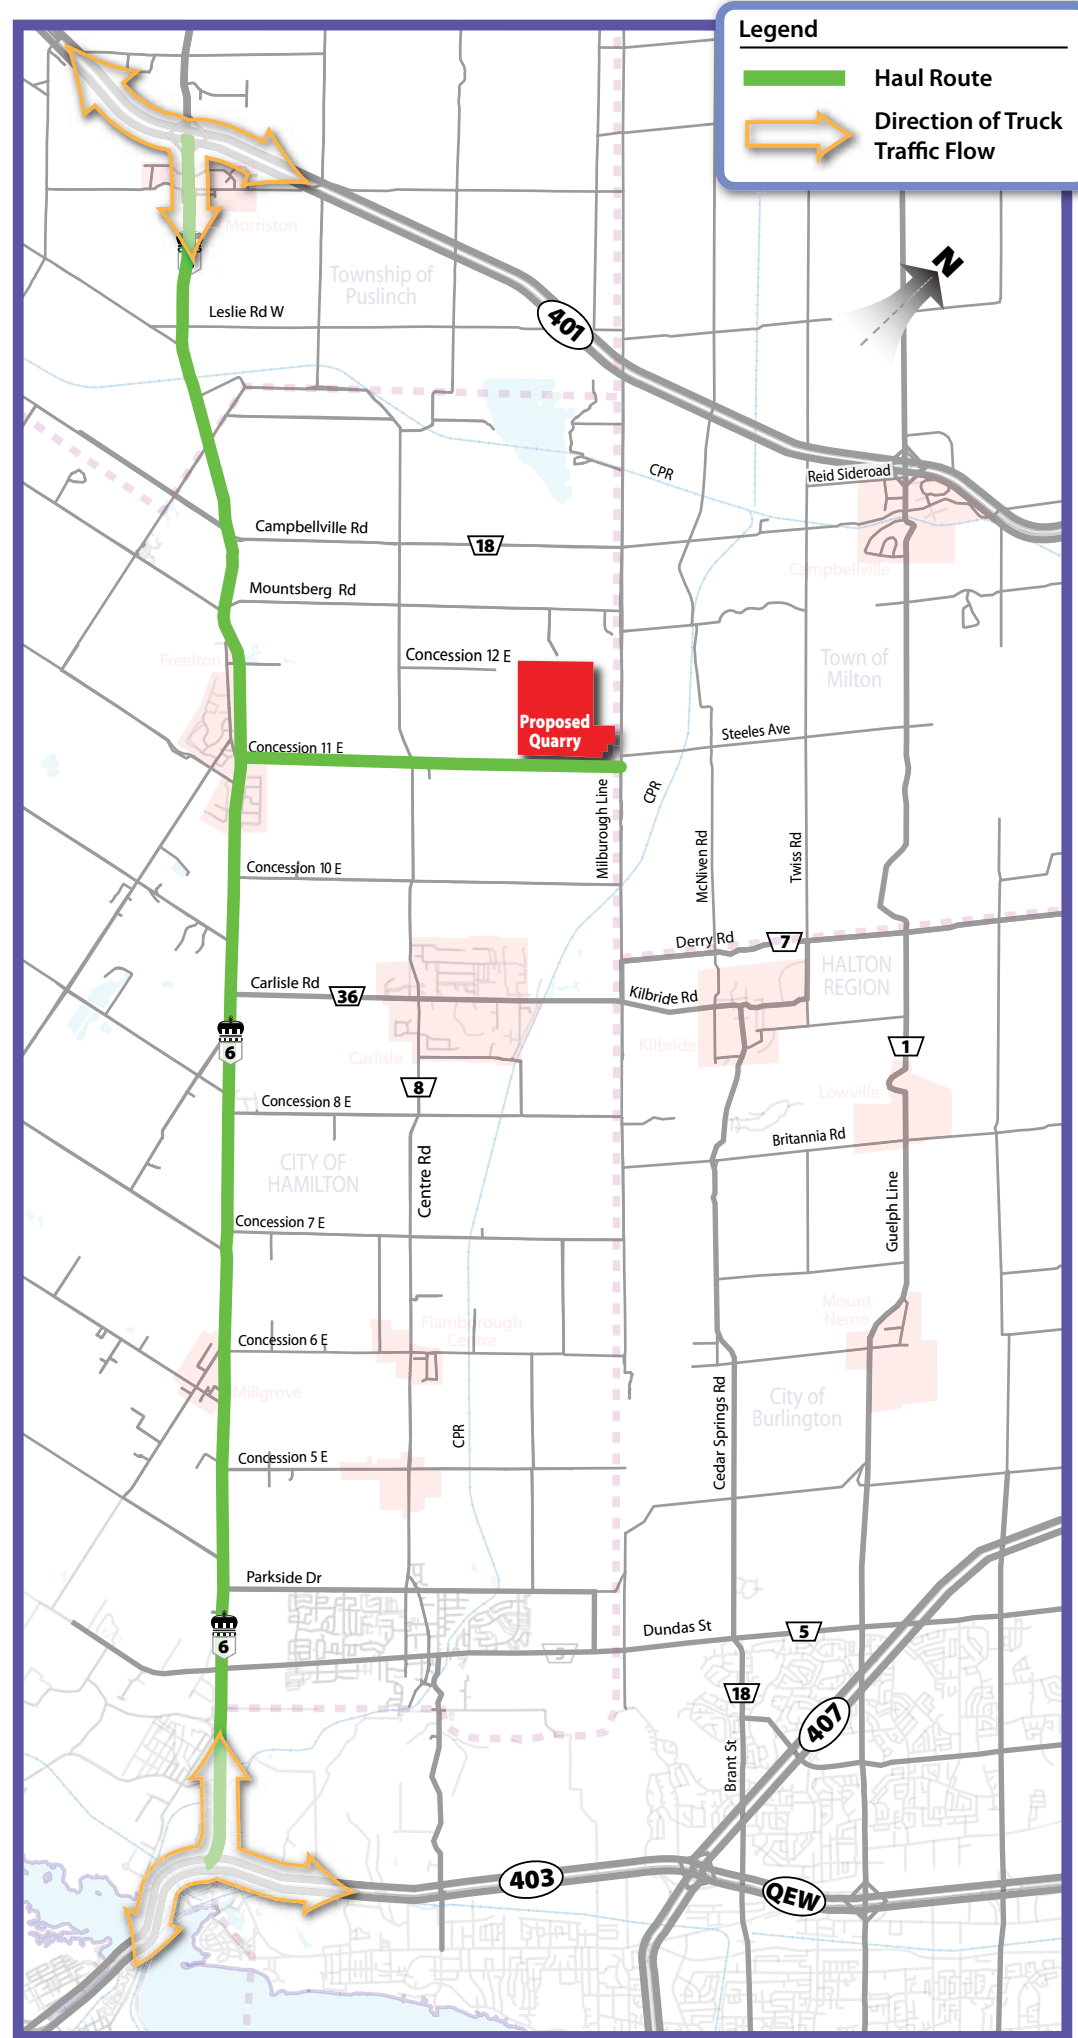 Legend
Haul Route
Direction of Truck
Traffic Flow
Morriston
Township of
Puslinch
N
Leslie Rd W
401
CPR
Reid Sideroad
Campbellville Rd
18
Campbellville
Mountsberg Rd
Freelton
Concession 12 E
Town of
Milton
Proposed
Quarry
Steeles Ave
Concession 11 E
Milburough Line
CPR
McNiven Rd
Twiss Rd
Concession 10 E
Derry Rd
7
HALTON
REGION
Carlisle Rd
36
Kilbride Rd
6
Carlisle
Kilbride
1
8
Lowville
Concession 8 E
Britannia Rd
CITY OF
HAMILTON
Centre Rd
Guelph Line
Concession 7 E
Mount
Nemo
Flamborough
Centre
Concession 6 E
Millgrove
City of
Burlington
Cedar Springs Rd
CPR
Concession 5 E
Parkside Dr
6
Dundas St
5
5
18
407
Brant St
403
QEW